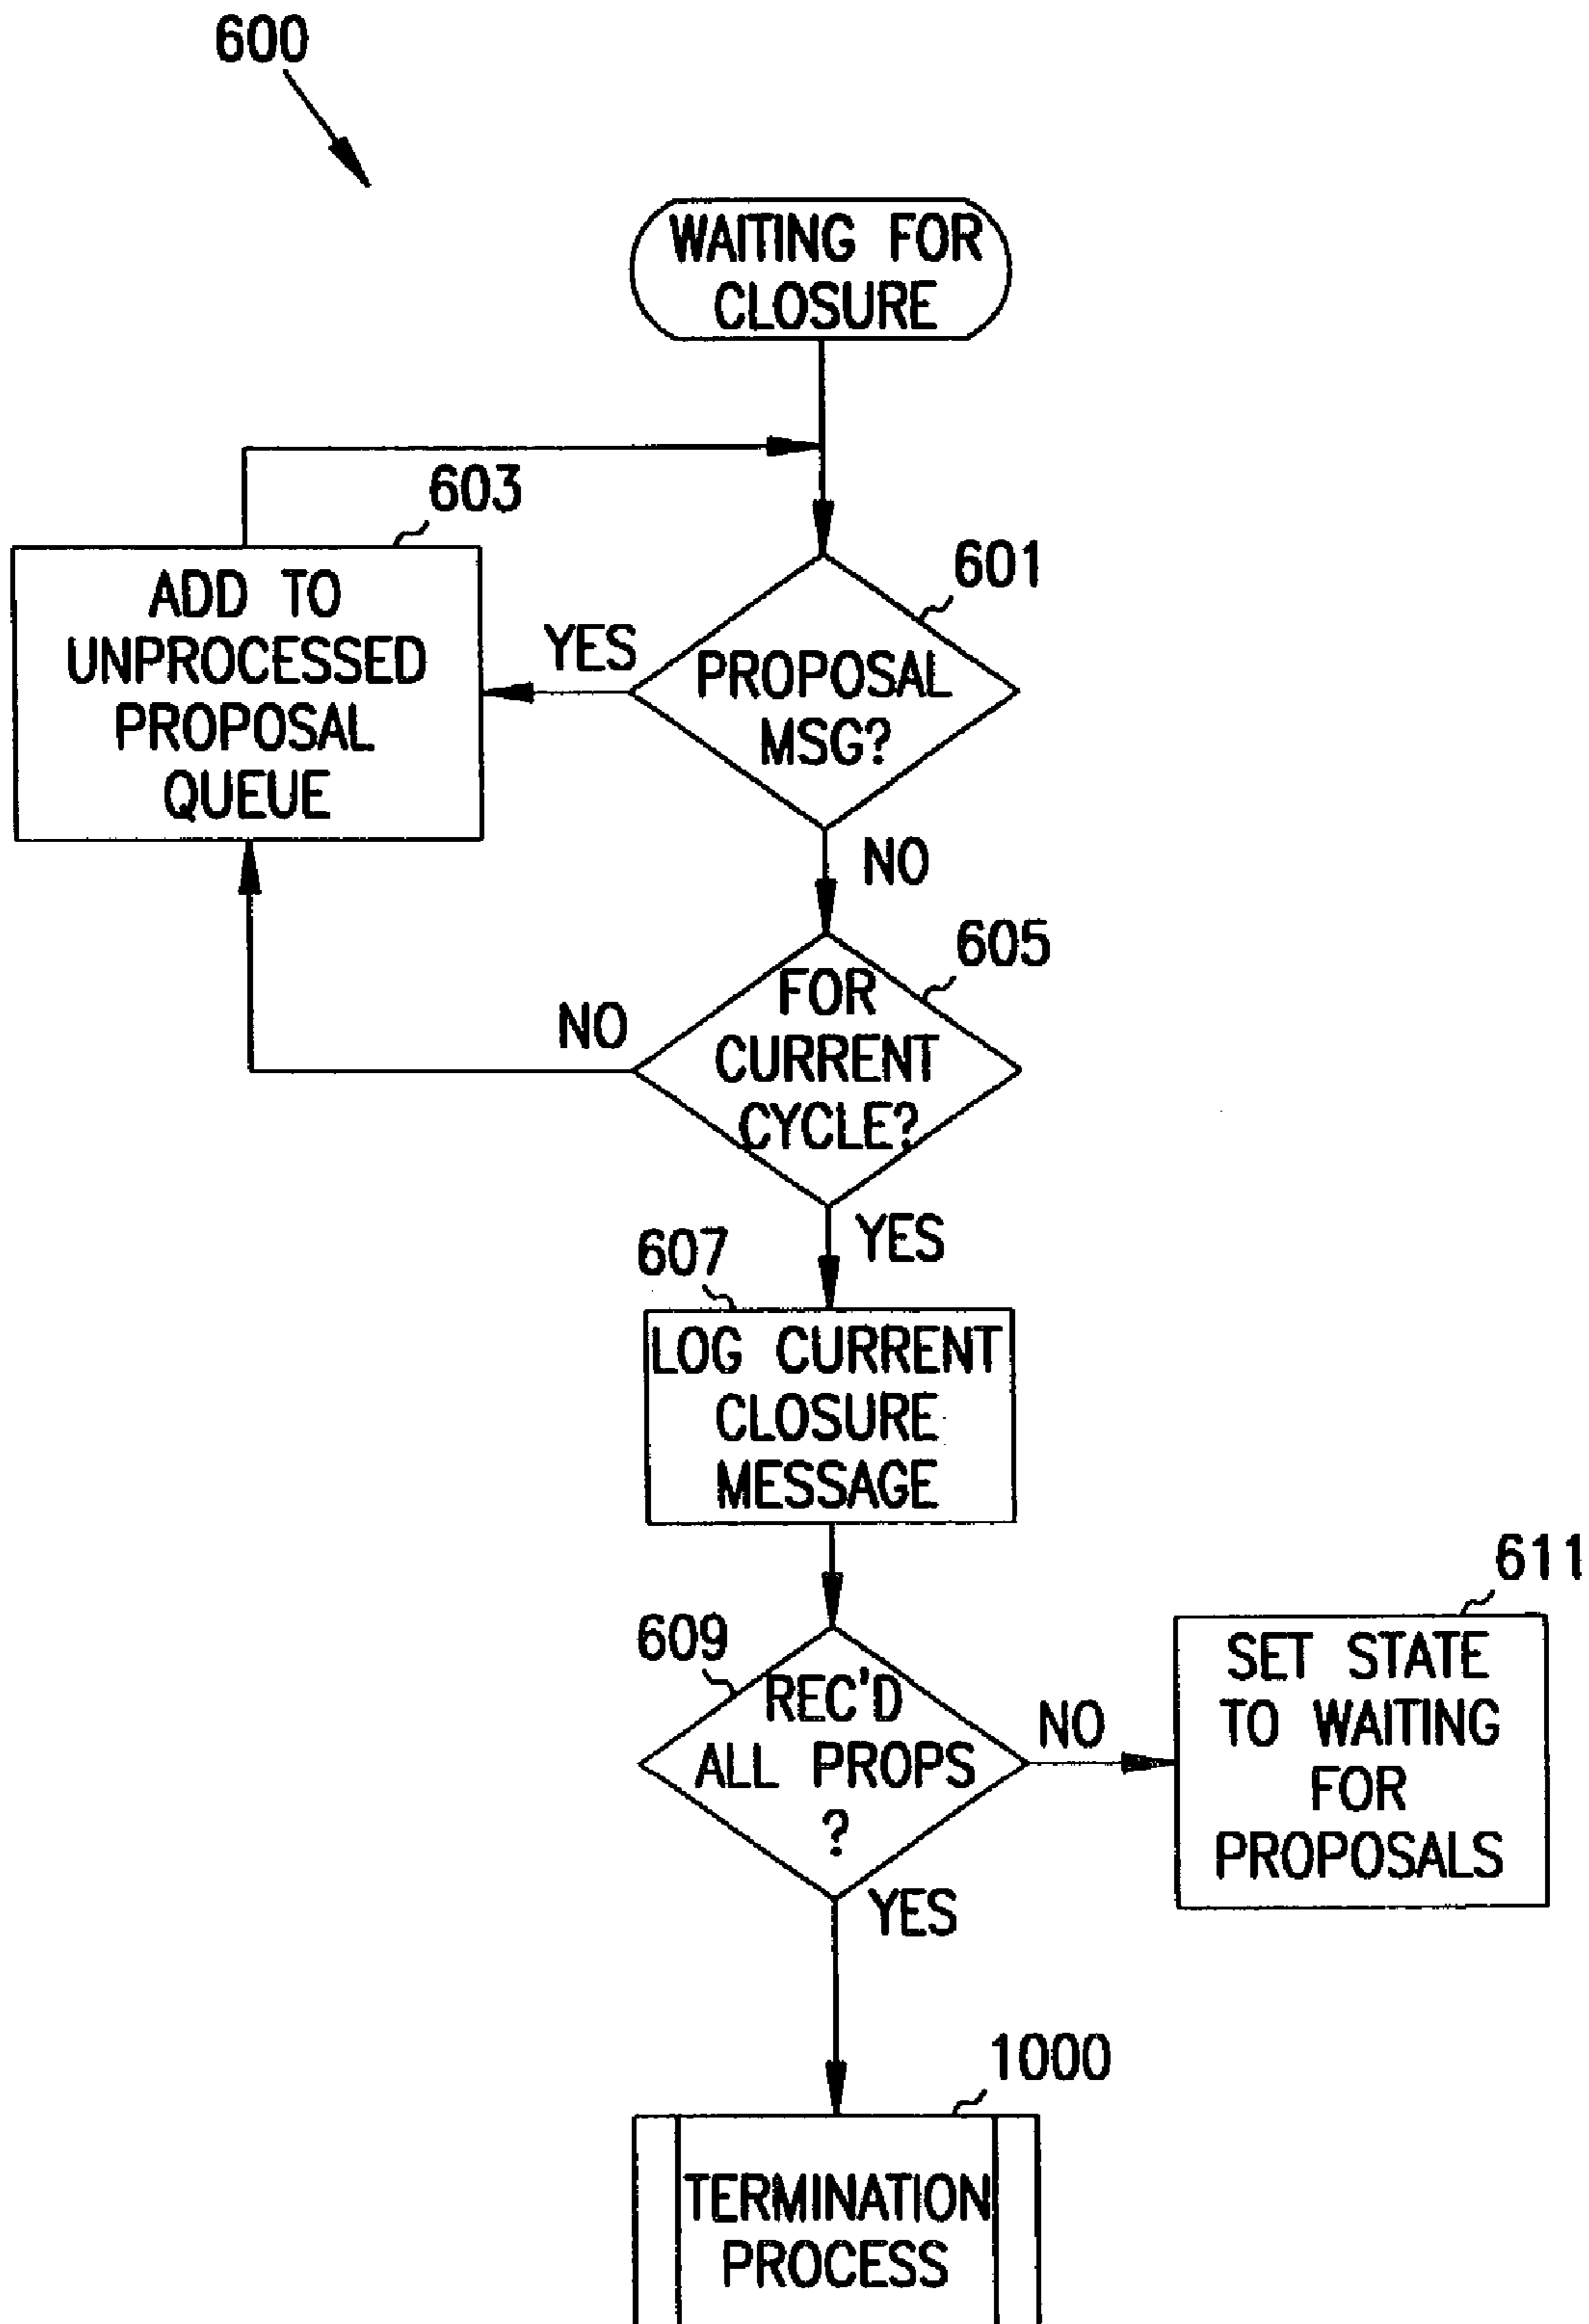 600
WAITING FOR
CLOSURE
603
601
ADD TO
UNPROCESSED
PROPOSAL
QUEUE
YES
PROPOSAL
MSG?
NO
605
FOR
CURRENT
CYCLE?
NO
YES
607
LOG CURRENT
CLOSURE
MESSAGE
611
609
REC'D
ALL PROPS
?
NO
SET STATE
TO WAITING
FOR
PROPOSALS
YES
1000
TERMINATION
PROCESS